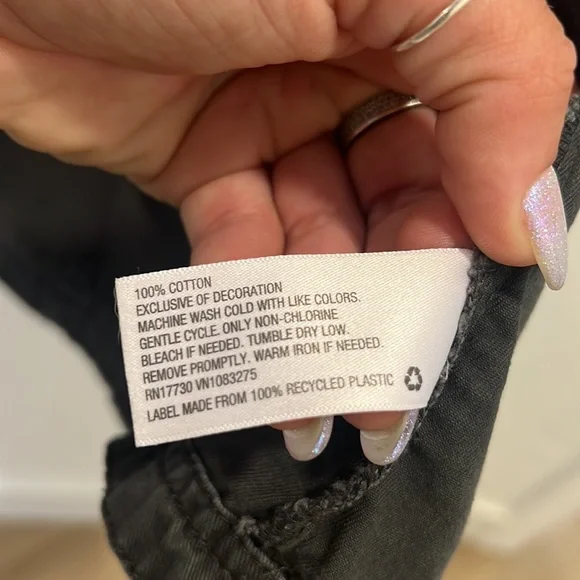 100% COTTON
EXCLUSIVE OF DECORATION
MACHINE WASH COLD WITH LIKE COLORS.
GENTLE CYCLE. ONLY NON-CHLORINE
BLEACH IF NEEDED. TUMBLE DRY LOW.
REMOVE PROMPTLY. WARM IRON IF NEEDED.
RN17730 VN1083275
LABEL MADE FROM 100% RECYCLED PLASTIC